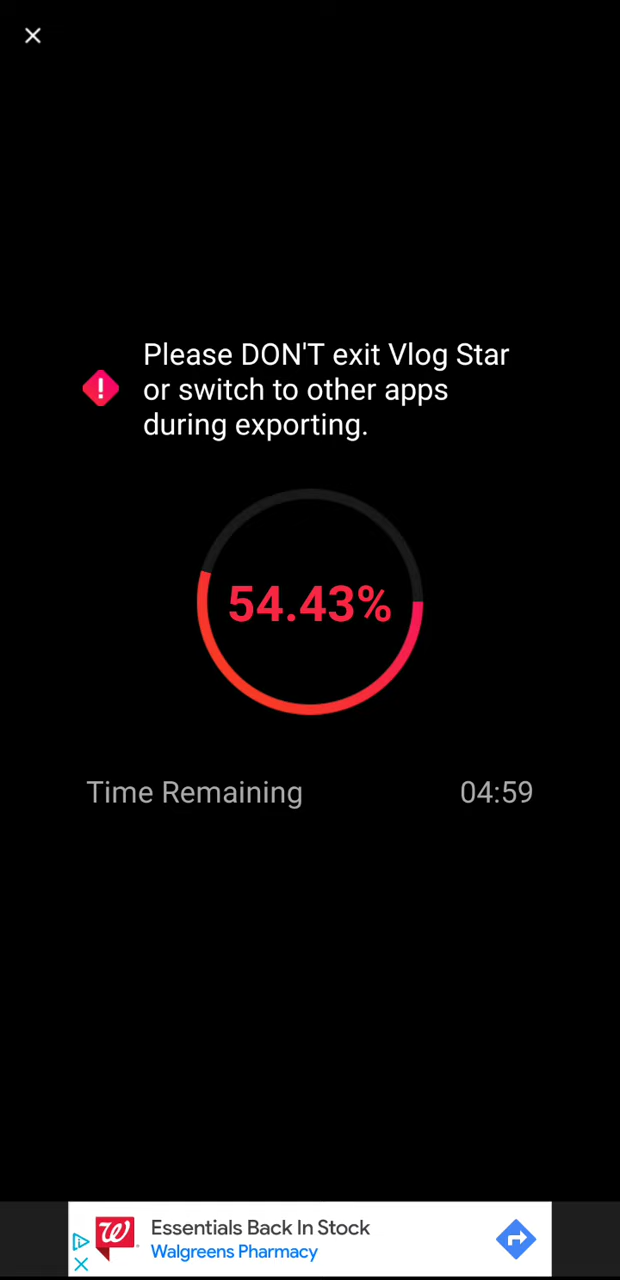 Please DON'T exit Vlog Star
or switch to other apps
during exporting.
54.43%
Time Remaining 04:59
Essentials Back In Stock
Walgreens Pharmacy